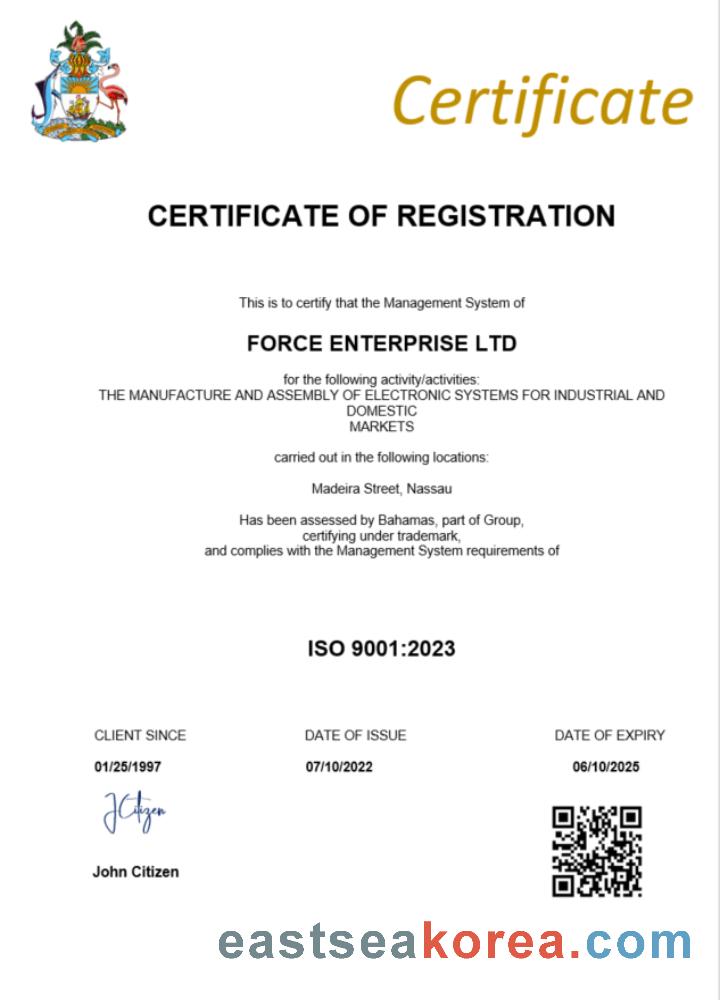 Certificate
CERTIFICATE OF REGISTRATION
This is to certify that the Management System of
FORCE ENTERPRISE LTD
for the following activity/activities:
THE MANUFACTURE AND ASSEMBLY OF ELECTRONIC SYSTEMS FOR INDUSTRIAL AND
DOMESTIC
MARKETS
carried out in the following locations:
Madeira Street, Nassau
Has been assessed by Bahamas, part of Group,
certifying under trademark,
and complies with the Management System requirements of
ISO 9001:2023
CLIENT SINCE DATE OF ISSUE DATE OF EXPIRY
01/25/1997 07/10/2022 06/10/2025
JCitizen
John Citizen
eastseakorea.com